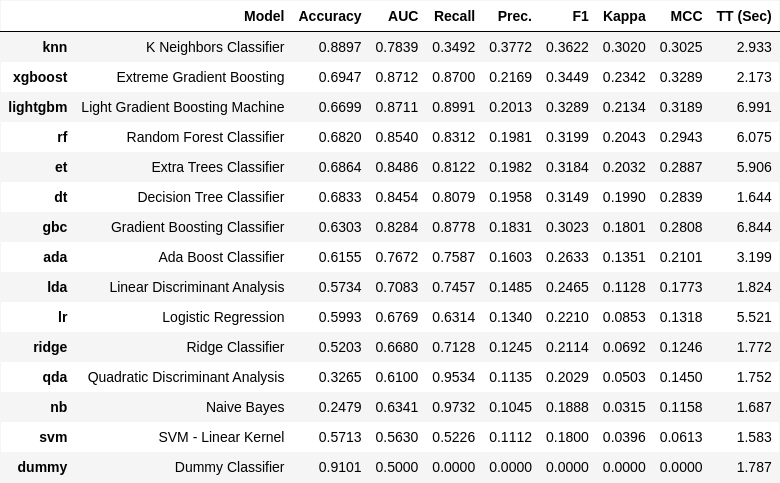 Model Accuracy AUC Recall Prec. F1 Kappa MCC TT (Sec)
knn K Neighbors Classifier 0.8897 0.7839 0.3492 0.3772 0.3622 0.3020 0.3025 2.933
xgboost Extreme Gradient Boosting 0.6947 0.8712 0.8700 0.2169 0.3449 0.2342 0.3289 2.173
lightgbm Light Gradient Boosting Machine 0.6699 0.8711 0.8991 0.2013 0.3289 0.2134 0.3189 6.991
rf Random Forest Classifier 0.6820 0.8540 0.8312 0.1981 0.3199 0.2043 0.2943 6.075
et Extra Trees Classifier 0.6864 0.8486 0.8122 0.1982 0.3184 0.2032 0.2887 5.906
dt Decision Tree Classifier 0.6833 0.8454 0.8079 0.1958 0.3149 0.1990 0.2839 1.644
gbc Gradient Boosting Classifier 0.6303 0.8284 0.8778 0.1831 0.3023 0.1801 0.2808 6.844
ada Ada Boost Classifier 0.6155 0.7672 0.7587 0.1603 0.2633 0.1351 0.2101 3.199
lda Linear Discriminant Analysis 0.5734 0.7083 0.7457 0.1485 0.2465 0.1128 0.1773 1.824
lr Logistic Regression 0.5993 0.6769 0.6314 0.1340 0.2210 0.0853 0.1318 5.521
ridge Ridge Classifier 0.5203 0.6680 0.7128 0.1245 0.2114 0.0692 0.1246 1.772
qda Quadratic Discriminant Analysis 0.3265 0.6100 0.9534 0.1135 0.2029 0.0503 0.1450 1.752
nb Naive Bayes 0.2479 0.6341 0.9732 0.1045 0.1888 0.0315 0.1158 1.687
svm SVM - Linear Kernel 0.5713 0.5630 0.5226 0.1112 0.1800 0.0396 0.0613 1.583
dummy Dummy Classifier 0.9101 0.5000 0.0000 0.0000 0.0000 0.0000 0.0000 1.787